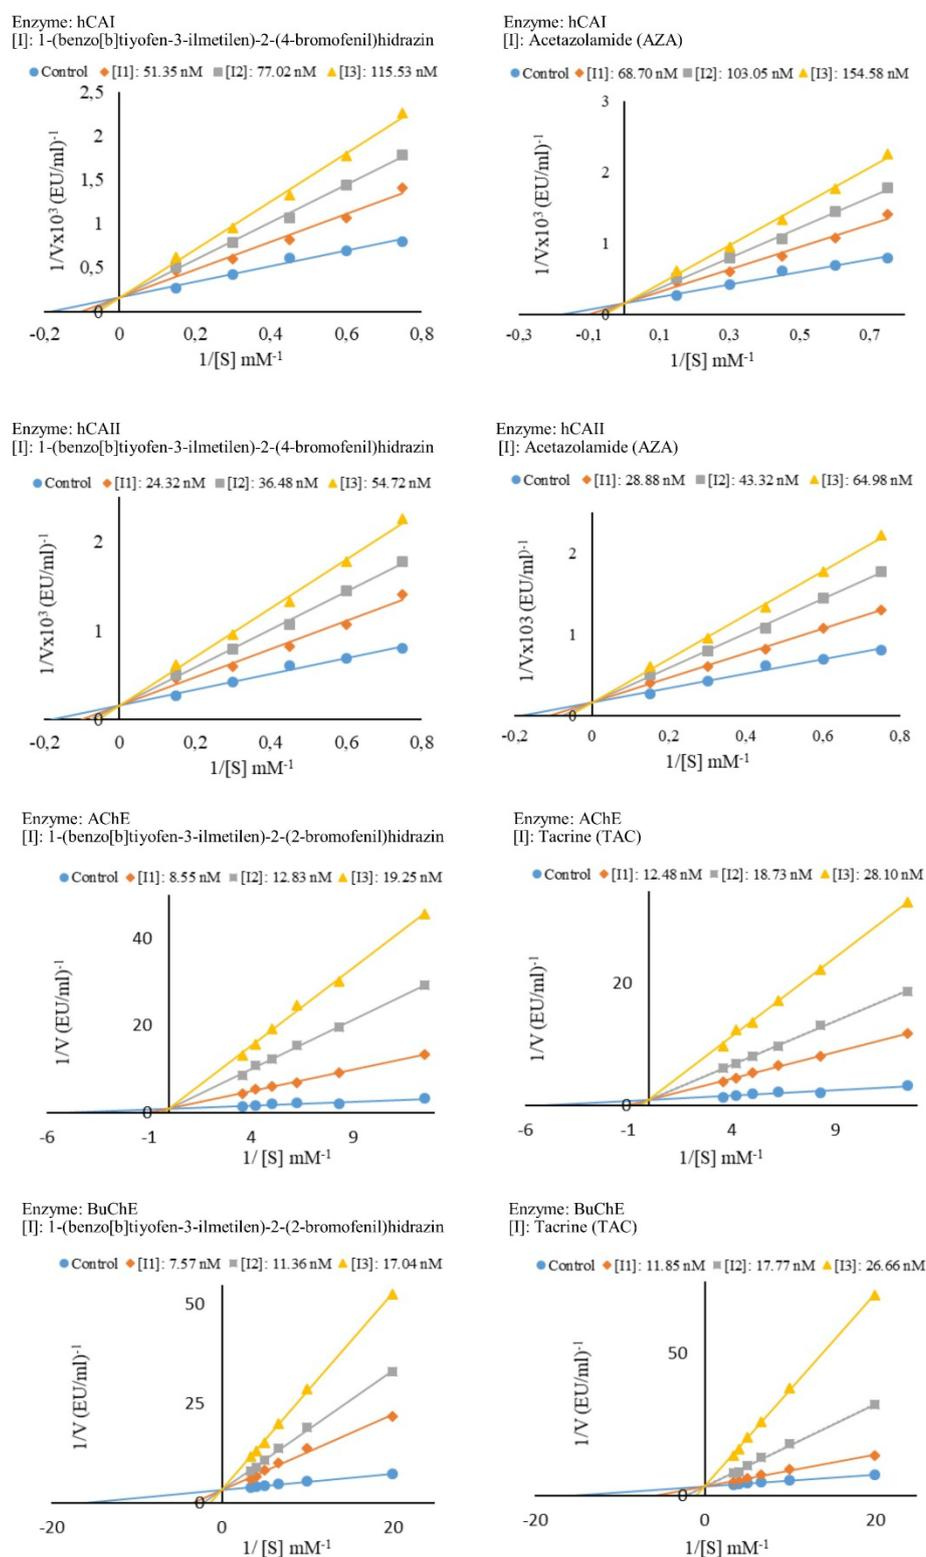 Enzyme: hCAI
[I]: 1-(benzo[b]tiyofen-3-ilmetilen)-2-(4-bromofenil)hidrazin
Control [I1]: 51.35 nM [I2]: 77.02 nM [I3]: 115.53 nM
2,5
2
1,5
1
0,5
0
1/Vx10³ (EU/ml)⁻¹
-0,2 0 0,2 0,4 0,6 0,8
1/[S] mM⁻¹
Enzyme: hCAI
[I]: Acetazolamide (AZA)
Control [I1]: 68.70 nM [I2]: 103.05 nM [I3]: 154.58 nM
3
2
1
0
1/Vx10³ (EU/ml)⁻¹
-0,3 -0,1 0,1 0,3 0,5 0,7
1/[S] mM⁻¹
Enzyme: hCAII
[I]: 1-(benzo[b]tiyofen-3-ilmetilen)-2-(4-bromofenil)hidrazin
Control [I1]: 24.32 nM [I2]: 36.48 nM [I3]: 54.72 nM
2
1
0
1/Vx10³ (EU/ml)⁻¹
-0,2 0 0,2 0,4 0,6 0,8
1/[S] mM⁻¹
Enzyme: hCAII
[I]: Acetazolamide (AZA)
Control [I1]: 28.88 nM [I2]: 43.32 nM [I3]: 64.98 nM
2
1
0
1/Vx103 (EU/ml)⁻¹
-0,2 0 0,2 0,4 0,6 0,8
1/[S] mM⁻¹
Enzyme: AChE
[I]: 1-(benzo[b]tiyofen-3-ilmetilen)-2-(2-bromofenil)hidrazin
Control [I1]: 8.55 nM [I2]: 12.83 nM [I3]: 19.25 nM
40
20
0
1/V (EU/ml)⁻¹
-6 -1 4 9
1/ [S] mM⁻¹
Enzyme: AChE
[I]: Tacrine (TAC)
Control [I1]: 12.48 nM [I2]: 18.73 nM [I3]: 28.10 nM
20
0
1/V (EU/ml)⁻¹
-6 -1 4 9
1/[S] mM⁻¹
Enzyme: BuChE
[I]: 1-(benzo[b]tiyofen-3-ilmetilen)-2-(2-bromofenil)hidrazin
Control [I1]: 7.57 nM [I2]: 11.36 nM [I3]: 17.04 nM
50
25
0
1/V (EU/ml)⁻¹
-20 0 20
1/[S] mM⁻¹
Enzyme: BuChE
[I]: Tacrine (TAC)
Control [I1]: 11.85 nM [I2]: 17.77 nM [I3]: 26.66 nM
50
0
1/V (EU/ml)⁻¹
-20 0 20
1/[S] mM⁻¹